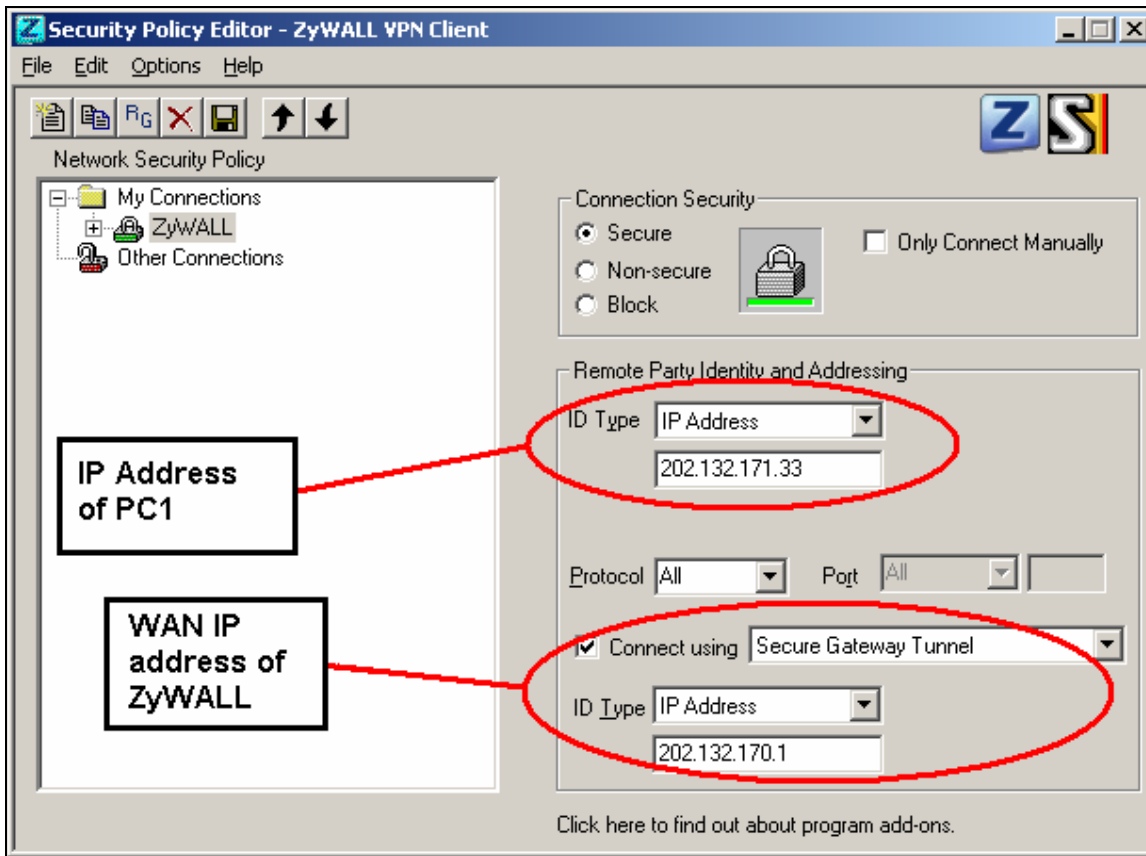 Security Policy Editor - ZyWALL VPN Client
File Edit Options Help
RG
Z S
Network Security Policy
My Connections
ZyWALL
Other Connections
Connection Security
Secure
Non-secure
Block
Only Connect Manually
Remote Party Identity and Addressing
ID Type IP Address
202.132.171.33
IP Address
of PC1
Protocol All Port All
WAN IP
address of
ZyWALL
Connect using Secure Gateway Tunnel
ID Type IP Address
202.132.170.1
Click here to find out about program add-ons.